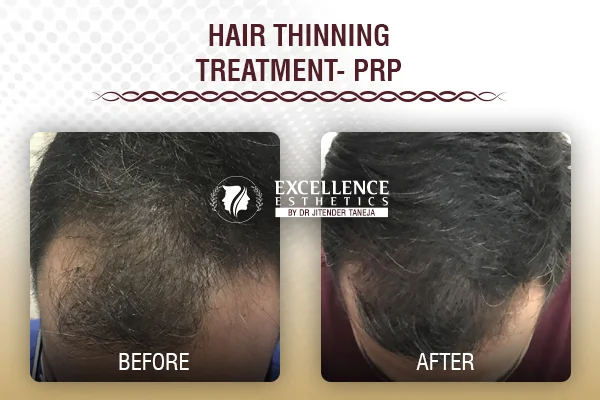 HAIR THINNING
TREATMENT- PRP
EXCELLENCE
ESTHETICS
BY DR JITENDER TANEJA
BEFORE
AFTER